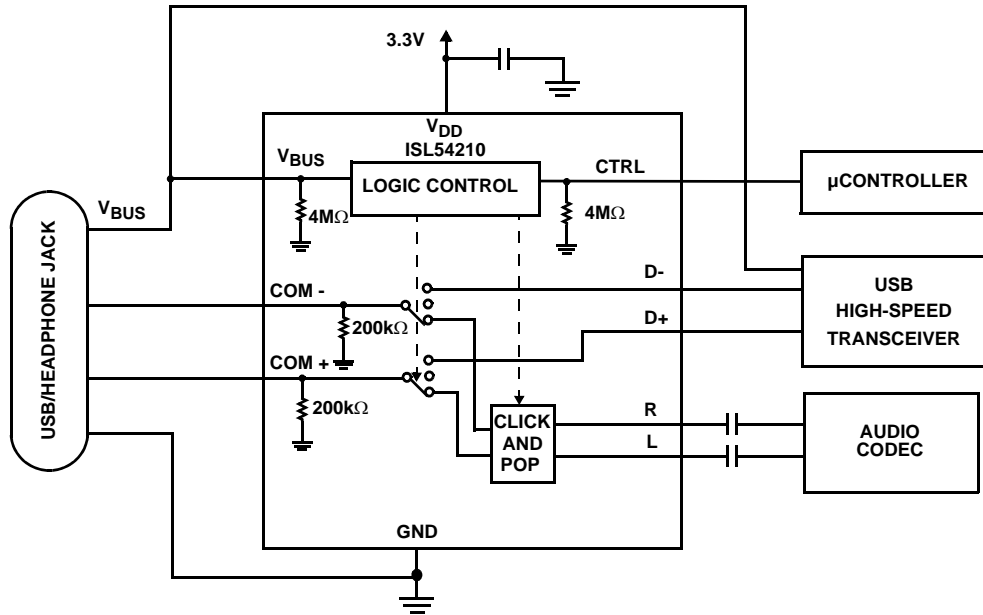 3.3V
VDD
ISL54210
VBUS
LOGIC CONTROL
CTRL
µCONTROLLER
4MΩ
4MΩ
VBUS
USB/HEADPHONE JACK
D-
USB
HIGH-SPEED
TRANSCEIVER
COM -
200kΩ
D+
COM +
200kΩ
CLICK
AND
POP
R
L
AUDIO
CODEC
GND